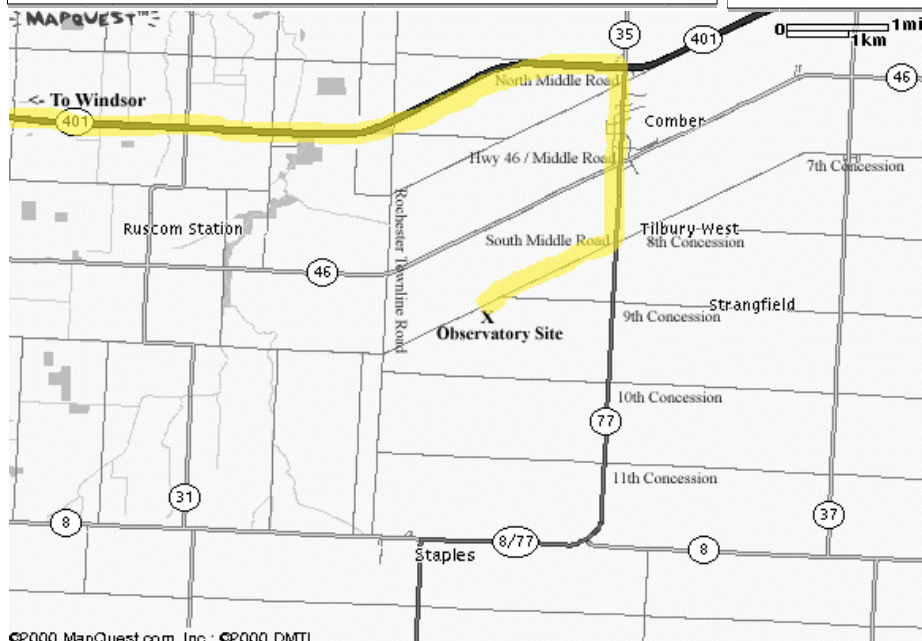 MAPQUEST™
35
401
0 1mi
1km
North Middle Road
46
<- To Windsor
401
Comber
Hwy 46 / Middle Road
7th Concession
Rochester Townline Road
Ruscom Station
Tilbury-West
South Middle Road
8th Concession
46
Strangfield
X
9th Concession
Observatory Site
10th Concession
77
11th Concession
31
37
8
8/77
8
Staples
©2000 MapQuest.com, Inc.; ©2000 DMTI